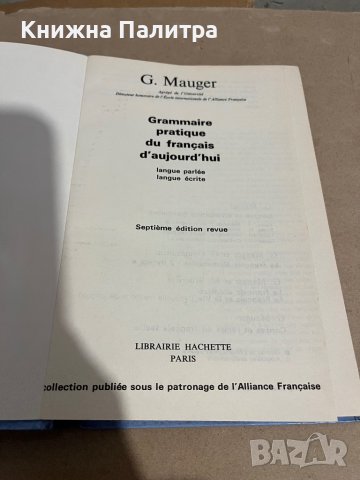 Книжна Палитра
G. Mauger
Agrégé de l'Université
Directeur honoraire de l'École internationale de l'Alliance Française
Grammaire
pratique
du français
d'aujourd'hui
langue parlée
langue écrite
Septième édition revue
LIBRAIRIE HACHETTE
PARIS
collection publiée sous le patronage de l'Alliance Française
BAZAR
bg